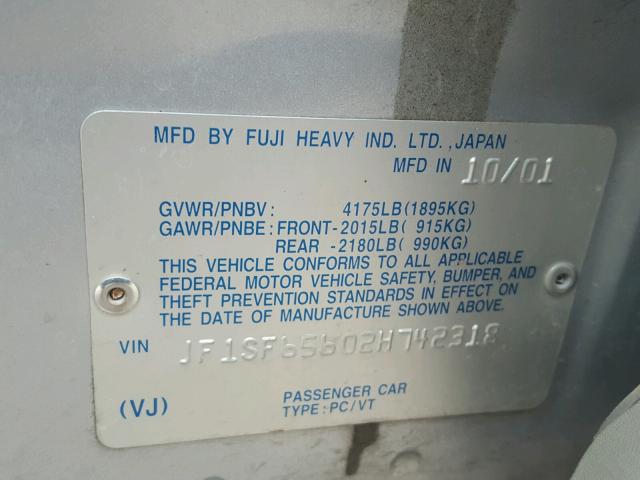 MFD BY FUJI HEAVY IND. LTD., JAPAN
MFD IN 10/01
GVWR/PNBV: 4175LB(1895KG)
GAWR/PNBE: FRONT-2015LB( 915KG)
REAR -2180LB( 990KG)
THIS VEHICLE CONFORMS TO ALL APPLICABLE
FEDERAL MOTOR VEHICLE SAFETY, BUMPER, AND
THEFT PREVENTION STANDARDS IN EFFECT ON
THE DATE OF MANUFACTURE SHOWN ABOVE.
VIN JF1SF65602H742318
(VJ) PASSENGER CAR
TYPE: PC/VT